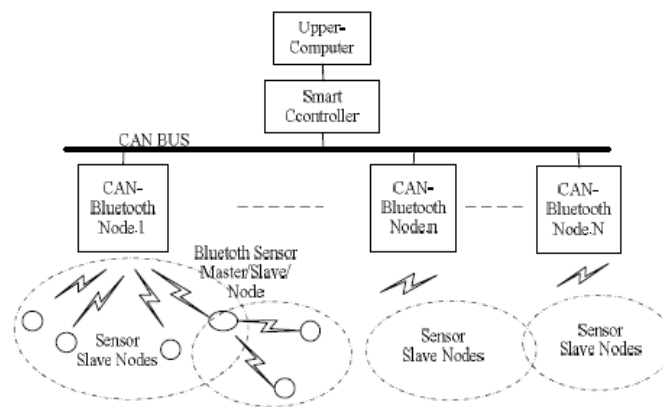 Upper-
Computer
Smart
Ccontroller
CAN BUS
CAN-
Bluetooth
Node.1
CAN-
Bluetooth
Node.n
CAN-
Bluetooth
Node.N
Bluetoth Sensor
Master/Slave/
Node
Sensor
Slave Nodes
Sensor
Slave Nodes
Sensor
Slave Nodes